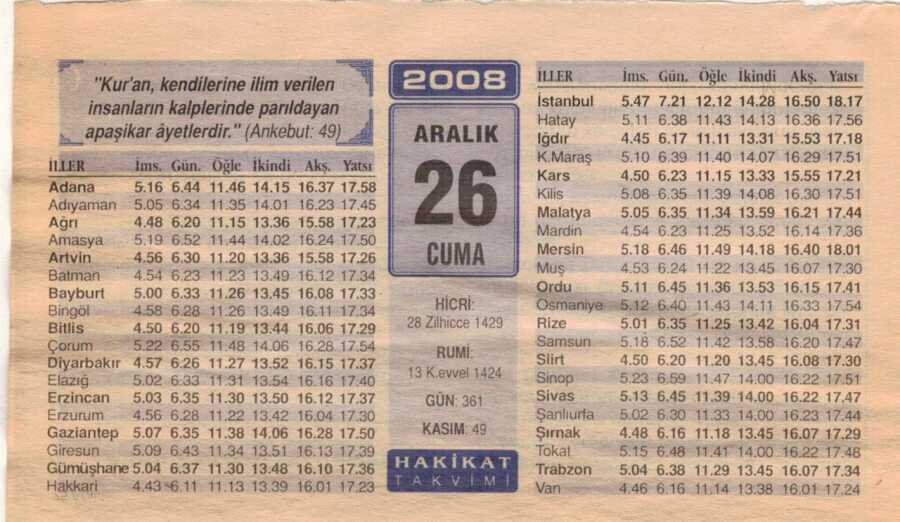 "Kur'an, kendilerine ilim verilen
insanların kalplerinde parıldayan
apaşikar âyetlerdir." (Ankebut: 49)
İLLER İms. Gün. Öğle İkindi Akş. Yatsı
Adana 5.16 6.44 11.46 14.15 16.37 17.58
Adıyaman 5.05 6.34 11.35 14.01 16.23 17.45
Ağrı 4.48 6.20 11.15 13.36 15.58 17.23
Amasya 5.19 6.52 11.44 14.02 16.24 17.50
Artvin 4.56 6.30 11.20 13.36 15.58 17.26
Batman 4.54 6.23 11.23 13.49 16.12 17.34
Bayburt 5.00 6.33 11.26 13.45 16.08 17.33
Bingöl 4.58 6.28 11.26 13.49 16.11 17.34
Bitlis 4.50 6.20 11.19 13.44 16.06 17.29
Çorum 5.22 6.55 11.48 14.06 16.28 17.54
Diyarbakır 4.57 6.26 11.27 13.52 16.15 17.37
Elazığ 5.02 6.33 11.31 13.54 16.16 17.40
Erzincan 5.03 6.35 11.30 13.50 16.12 17.37
Erzurum 4.56 6.28 11.22 13.42 16.04 17.30
Gaziantep 5.07 6.35 11.38 14.06 16.28 17.50
Giresun 5.09 6.43 11.34 13.51 16.13 17.39
Gümüşhane 5.04 6.37 11.30 13.48 16.10 17.36
Hakkari 4.43 6.11 11.13 13.39 16.01 17.23
2008
ARALIK
26
CUMA
HİCRİ:
28 Zilhicce 1429
RUMİ:
13 K.evvel 1424
GÜN: 361
KASIM: 49
HAKİKAT
TAKVİMİ
İLLER İms. Gün. Öğle İkindi Akş. Yatsı
İstanbul 5.47 7.21 12.12 14.28 16.50 18.17
Hatay 5.11 6.38 11.43 14.13 16.36 17.56
Iğdır 4.45 6.17 11.11 13.31 15.53 17.18
K.Maraş 5.10 6.39 11.40 14.07 16.29 17.51
Kars 4.50 6.23 11.15 13.33 15.55 17.21
Kilis 5.08 6.35 11.39 14.08 16.30 17.51
Malatya 5.05 6.35 11.34 13.59 16.21 17.44
Mardin 4.54 6.23 11.25 13.52 16.14 17.36
Mersin 5.18 6.46 11.49 14.18 16.40 18.01
Muş 4.53 6.24 11.22 13.45 16.07 17.30
Ordu 5.11 6.45 11.36 13.53 16.15 17.41
Osmaniye 5.12 6.40 11.43 14.11 16.33 17.54
Rize 5.01 6.35 11.25 13.42 16.04 17.31
Samsun 5.18 6.52 11.42 13.58 16.20 17.47
Siirt 4.50 6.20 11.20 13.45 16.08 17.30
Sinop 5.23 6.59 11.47 14.00 16.22 17.51
Sivas 5.13 6.45 11.39 14.00 16.22 17.47
Şanlıurfa 5.02 6.30 11.33 14.00 16.23 17.44
Şırnak 4.48 6.16 11.18 13.45 16.07 17.29
Tokat 5.15 6.48 11.41 14.00 16.22 17.48
Trabzon 5.04 6.38 11.29 13.45 16.07 17.34
Van 4.46 6.16 11.14 13.38 16.01 17.24